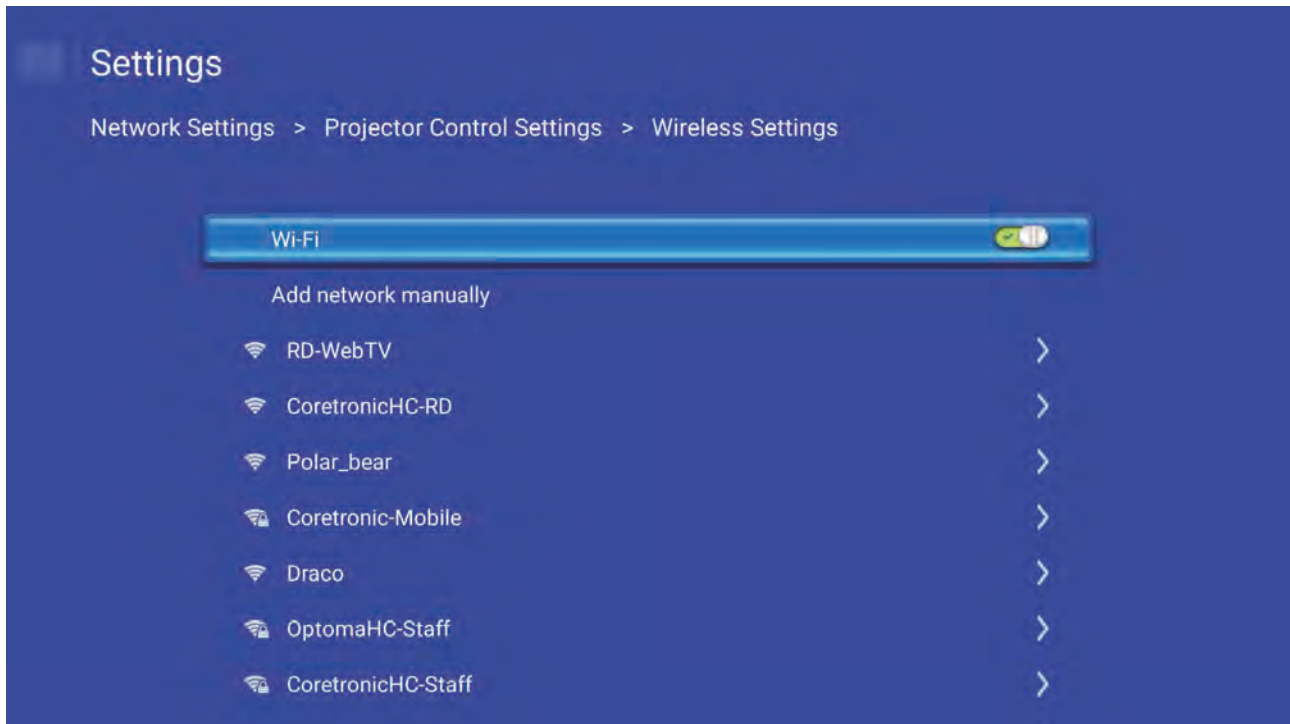 Settings
Network Settings > Projector Control Settings > Wireless Settings
Wi-Fi
Add network manually
RD-WebTV
CoretronicHC-RD
Polar_bear
Coretronic-Mobile
Draco
OptomaHC-Staff
CoretronicHC-Staff